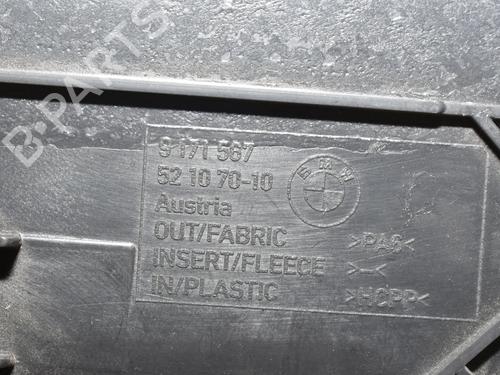 B-PARTS
9 171 567
52 10 70-10
BMW
Austria
OUT/FABRIC >PA6<
INSERT/FLEECE >-<
IN/PLASTIC >HCPP<